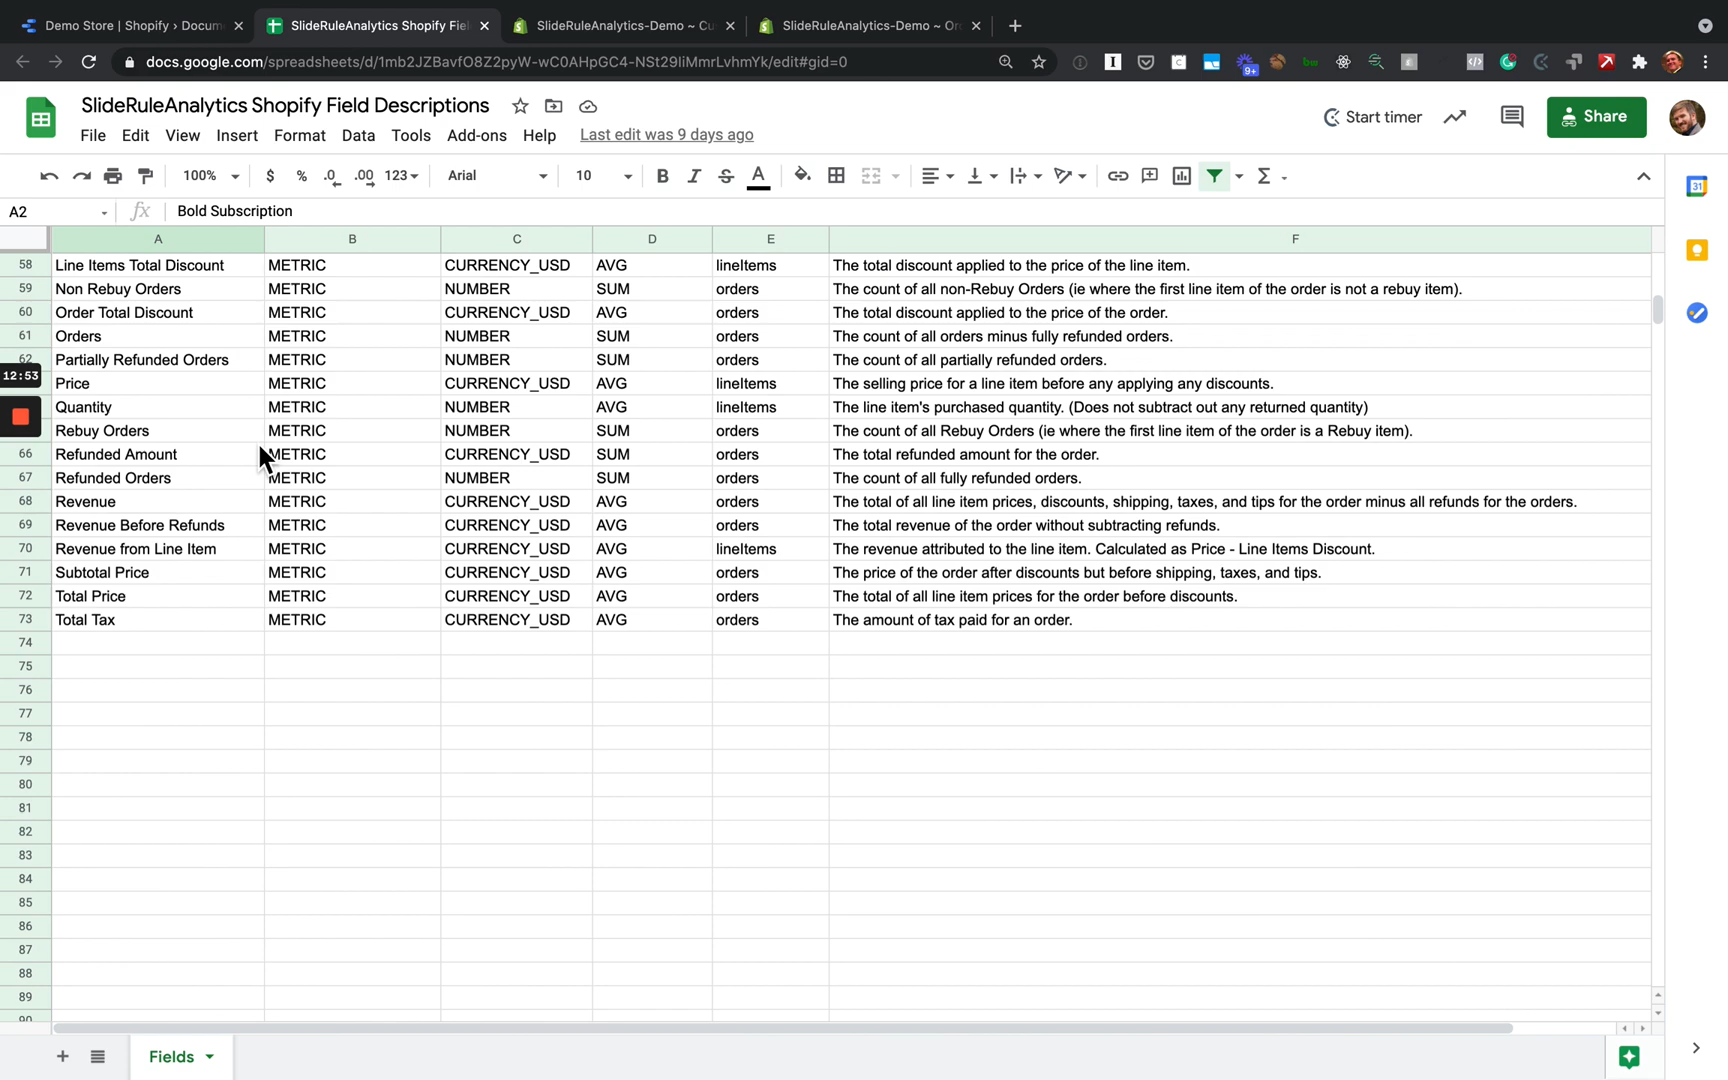 Demo Store | Shopify › Docum
SlideRuleAnalytics Shopify Fiel
SlideRuleAnalytics-Demo ~ Cu
SlideRuleAnalytics-Demo ~ Or
docs.google.com/spreadsheets/d/1mb2JZBavfO8Z2pyW-wC0AHpGC4-NSt29liMmrLvhmYk/edit#gid=0
SlideRuleAnalytics Shopify Field Descriptions
File Edit View Insert Format Data Tools Add-ons Help Last edit was 9 days ago
Start timer
Share
100% $ % .0 .00 123 Arial 10 B I S A Σ
31
A2 fx Bold Subscription
A B C D E F
58 Line Items Total Discount METRIC CURRENCY_USD AVG lineItems The total discount applied to the price of the line item.
59 Non Rebuy Orders METRIC NUMBER SUM orders The count of all non-Rebuy Orders (ie where the first line item of the order is not a rebuy item).
60 Order Total Discount METRIC CURRENCY_USD AVG orders The total discount applied to the price of the order.
61 Orders METRIC NUMBER SUM orders The count of all orders minus fully refunded orders.
62 Partially Refunded Orders METRIC NUMBER SUM orders The count of all partially refunded orders.
12:53
Price METRIC CURRENCY_USD AVG lineItems The selling price for a line item before any applying any discounts.
Quantity METRIC NUMBER AVG lineItems The line item's purchased quantity. (Does not subtract out any returned quantity)
Rebuy Orders METRIC NUMBER SUM orders The count of all Rebuy Orders (ie where the first line item of the order is a Rebuy item).
66 Refunded Amount METRIC CURRENCY_USD SUM orders The total refunded amount for the order.
67 Refunded Orders METRIC NUMBER SUM orders The count of all fully refunded orders.
68 Revenue METRIC CURRENCY_USD AVG orders The total of all line item prices, discounts, shipping, taxes, and tips for the order minus all refunds for the orders.
69 Revenue Before Refunds METRIC CURRENCY_USD AVG orders The total revenue of the order without subtracting refunds.
70 Revenue from Line Item METRIC CURRENCY_USD AVG lineItems The revenue attributed to the line item. Calculated as Price - Line Items Discount.
71 Subtotal Price METRIC CURRENCY_USD AVG orders The price of the order after discounts but before shipping, taxes, and tips.
72 Total Price METRIC CURRENCY_USD AVG orders The total of all line item prices for the order before discounts.
73 Total Tax METRIC CURRENCY_USD AVG orders The amount of tax paid for an order.
74
75
76
77
78
79
80
81
82
83
84
85
86
87
88
89
90
Fields